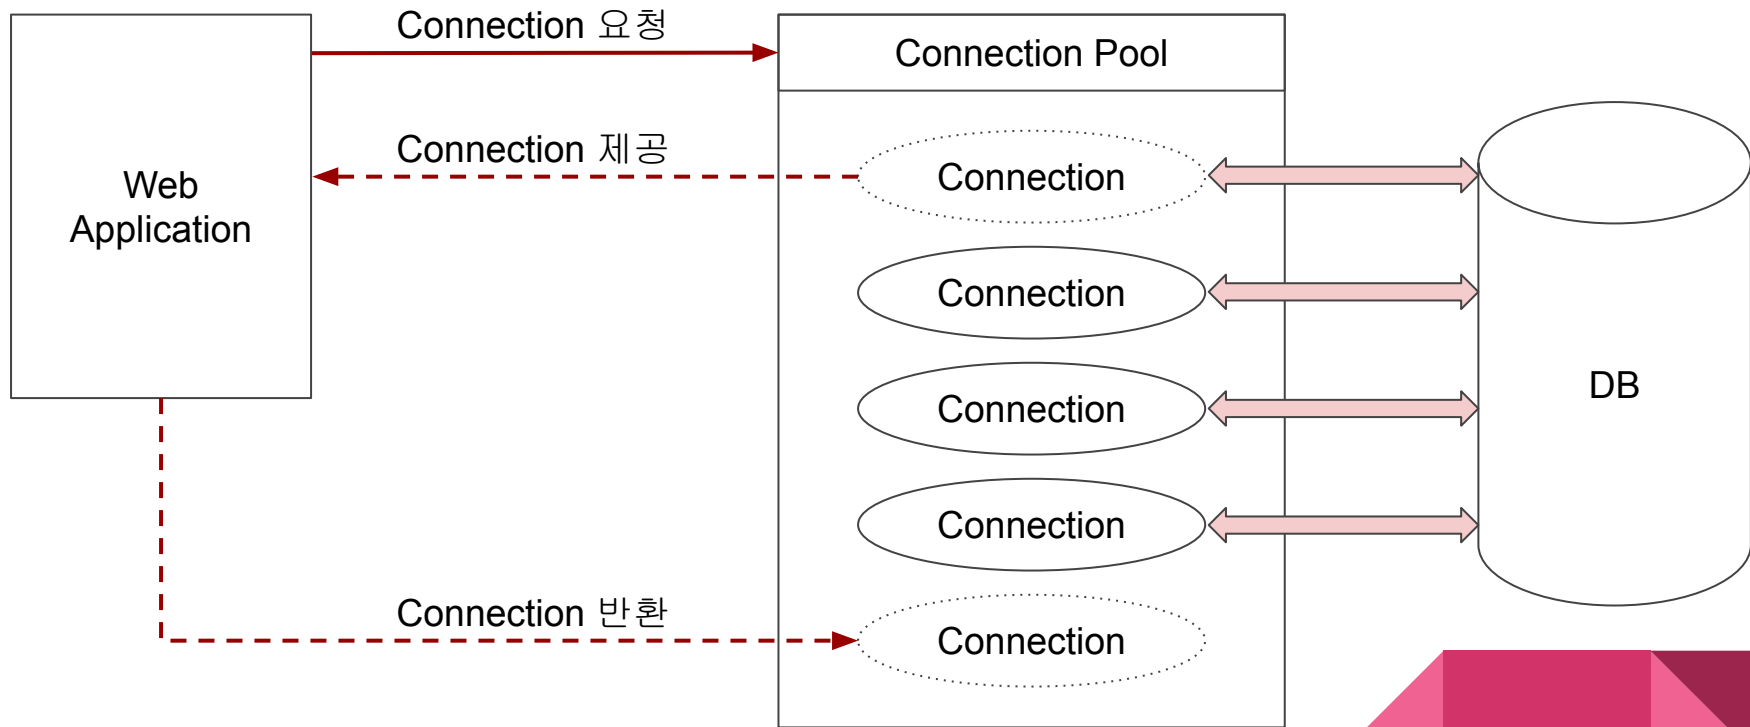 Connection 요청
Connection Pool
Connection 제공
Connection
Web
Application
Connection
Connection
DB
Connection
Connection 반환
Connection